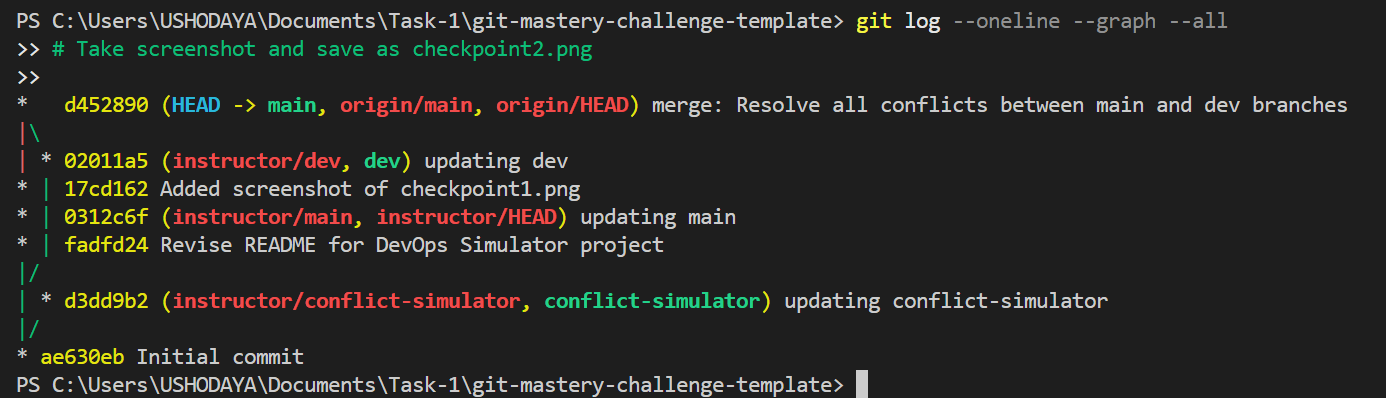 PS C:\Users\USHODAYA\Documents\Task-1\git-mastery-challenge-template> git log --oneline --graph --all
>> # Take screenshot and save as checkpoint2.png
>>
*   d452890 (HEAD -> main, origin/main, origin/HEAD) merge: Resolve all conflicts between main and dev branches
|\
| * 02011a5 (instructor/dev, dev) updating dev
* | 17cd162 Added screenshot of checkpoint1.png
* | 0312c6f (instructor/main, instructor/HEAD) updating main
* | fadfd24 Revise README for DevOps Simulator project
|/
| * d3dd9b2 (instructor/conflict-simulator, conflict-simulator) updating conflict-simulator
|/
* ae630eb Initial commit
PS C:\Users\USHODAYA\Documents\Task-1\git-mastery-challenge-template>